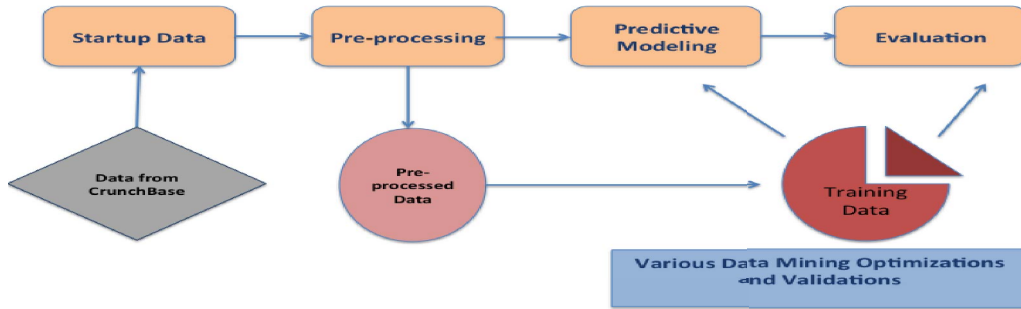 Startup Data
Pre-processing
Predictive
Modeling
Evaluation
Data from
CrunchBase
Pre-
processed
Data
Training
Data
Various Data Mining Optimizations
and Validations